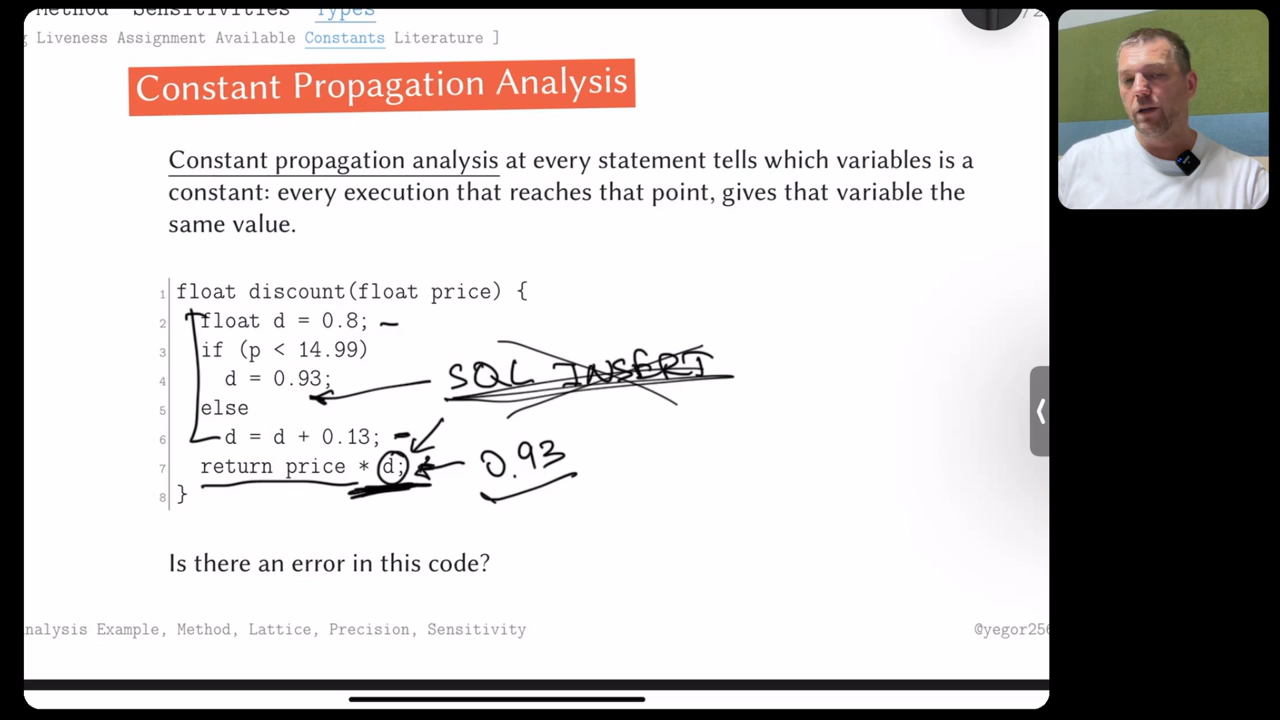 Method Sensitivities Types
Liveness Assignment Available Constants Literature ]
Constant Propagation Analysis
Constant propagation analysis at every statement tells which variables is a
constant: every execution that reaches that point, gives that variable the
same value.
1 float discount(float price) {
2 float d = 0.8;
3 if (p < 14.99)
4 d = 0.93;
SQL INSERT
5 else
6 d = d + 0.13;
7 return price * d;
0.93
8 }
Is there an error in this code?
nalysis Example, Method, Lattice, Precision, Sensitivity
@yegor256